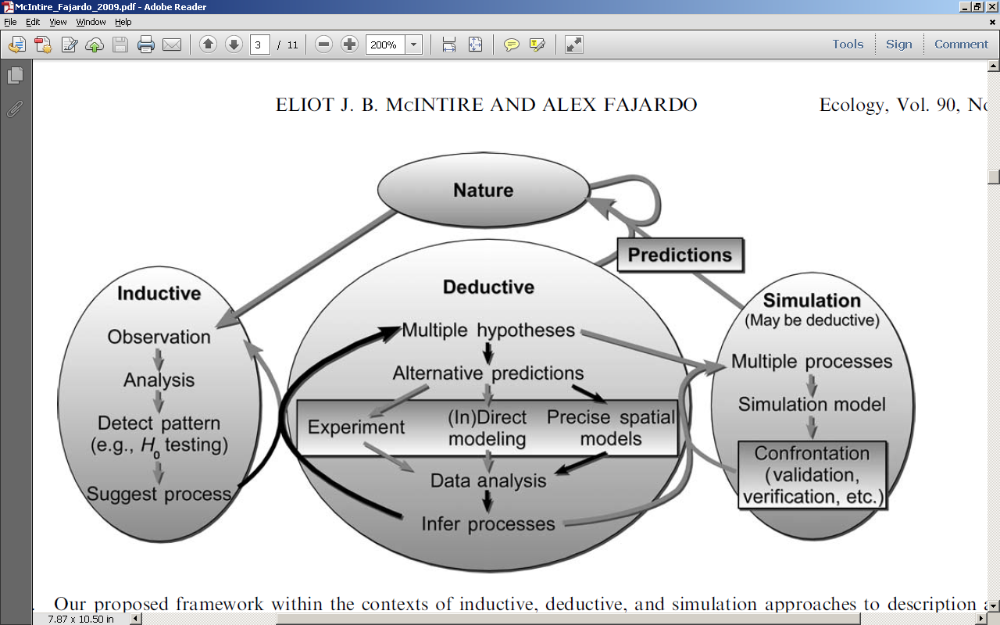 McIntire_Fajardo_2009.pdf - Adobe Reader
File Edit View Window Help
3 / 11 200% Tools Sign Comment
ELIOT J. B. McINTIRE AND ALEX FAJARDO Ecology, Vol. 90, No
Nature
Predictions
Inductive
Observation
Analysis
Detect pattern
(e.g., H0 testing)
Suggest process
Deductive
Multiple hypotheses
Alternative predictions
Experiment
(In)Direct
modeling
Precise spatial
models
Data analysis
Infer processes
Simulation
(May be deductive)
Multiple processes
Simulation model
Confrontation
(validation,
verification, etc.)
. Our proposed framework within the contexts of inductive, deductive, and simulation approaches to description
7.87 x 10.50 in